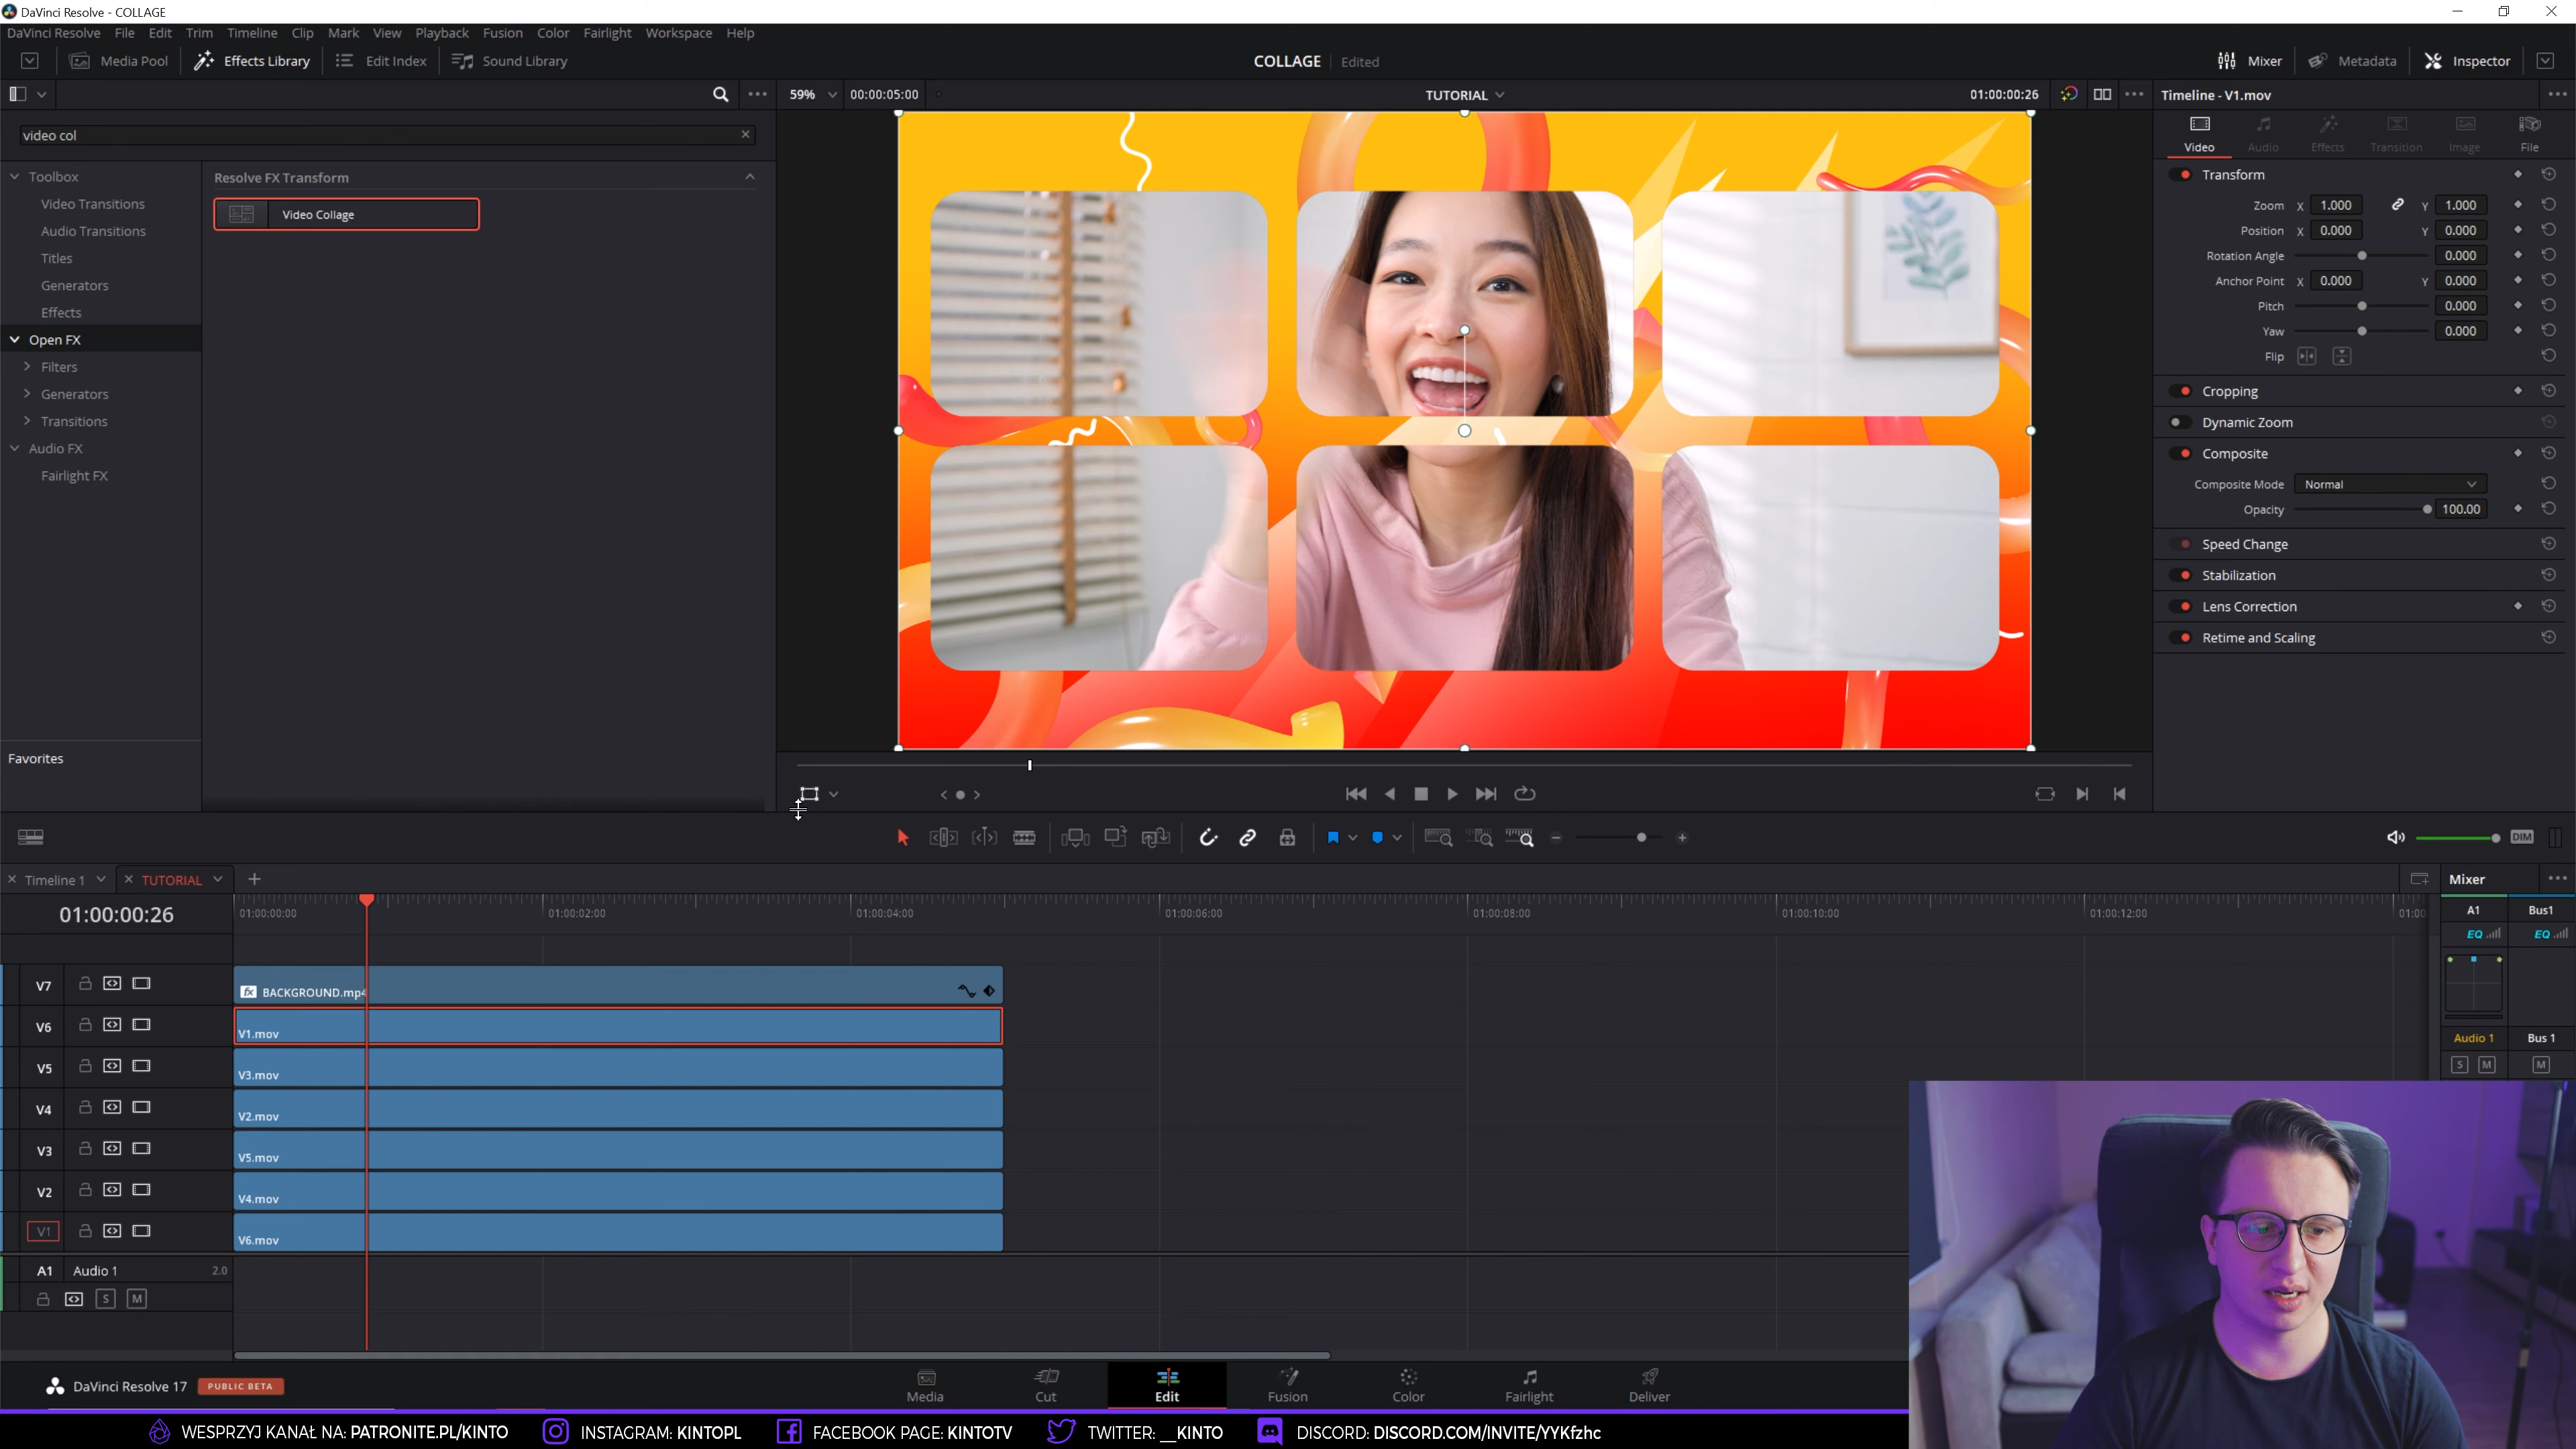 DaVinci Resolve - COLLAGE
DaVinci Resolve File Edit Trim Timeline Clip Mark View Playback Fusion Color Fairlight Workspace Help
Media Pool Effects Library Edit Index Sound Library COLLAGE Edited Mixer Metadata Inspector
59% 00:00:05:00 TUTORIAL 01:00:00:26 Timeline - V1.mov
video col
Video Audio Effects Transition Image File
Toolbox
Video Transitions
Audio Transitions
Titles
Generators
Effects
Open FX
Filters
Generators
Transitions
Audio FX
Fairlight FX
Favorites
Resolve FX Transform
Video Collage
Transform
Zoom X 1.000 Y 1.000
Position X 0.000 Y 0.000
Rotation Angle 0.000
Anchor Point X 0.000 Y 0.000
Pitch 0.000
Yaw 0.000
Flip
Cropping
Dynamic Zoom
Composite
Composite Mode Normal
Opacity 100.00
Speed Change
Stabilization
Lens Correction
Retime and Scaling
DIM
Timeline 1 TUTORIAL Mixer
01:00:00:26 01:00:00:00 01:00:02:00 01:00:04:00 01:00:06:00 01:00:08:00 01:00:10:00 01:00:12:00 01:00
A1 Bus1
EQ EQ
Audio 1 Bus 1
S M M
V7 fx BACKGROUND.mp4
V6 V1.mov
V5 V3.mov
V4 V2.mov
V3 V5.mov
V2 V4.mov
V1 V6.mov
A1 Audio 1 2.0
S M
DaVinci Resolve 17 PUBLIC BETA Media Cut Edit Fusion Color Fairlight Deliver
WESPRZYJ KANAŁ NA: PATRONITE.PL/KINTO INSTAGRAM: KINTOPL FACEBOOK PAGE: KINTOTV TWITTER: __KINTO DISCORD: DISCORD.COM/INVITE/YYKfzhc